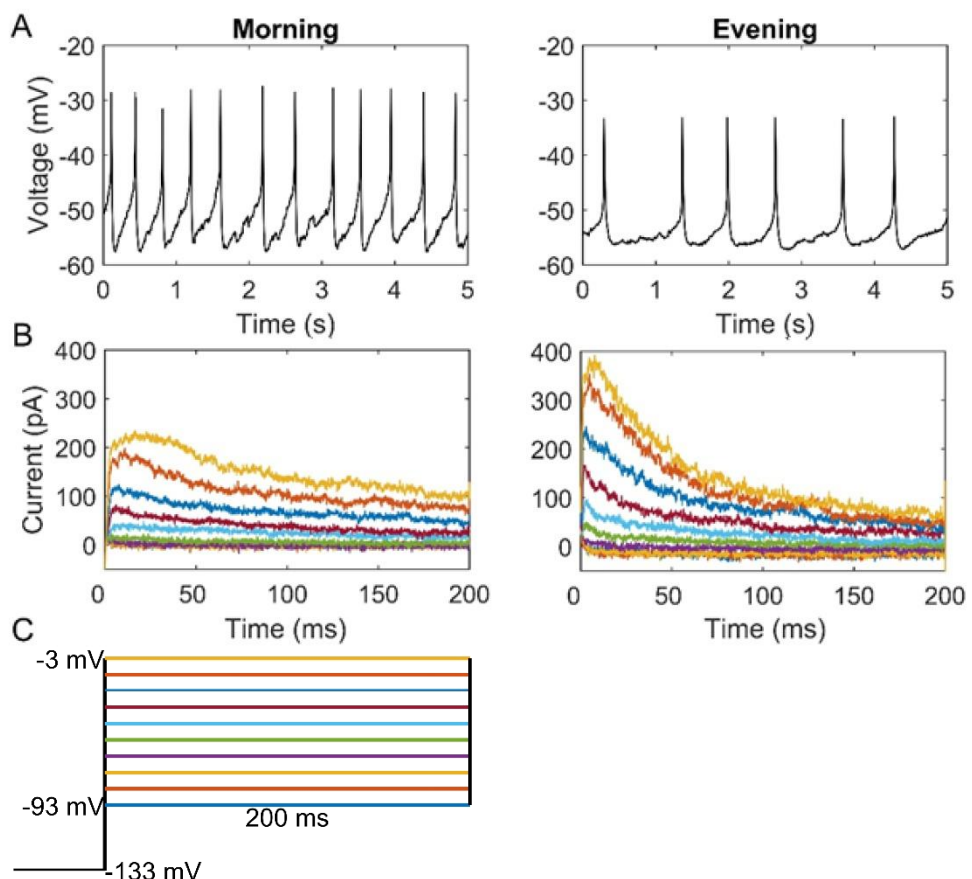 A
Morning
Evening
Voltage (mV)
-20
-30
-40
-50
-60
0 1 2 3 4 5
Time (s)
-20
-30
-40
-50
-60
0 1 2 3 4 5
Time (s)
B
Current (pA)
400
300
200
100
0
0 50 100 150 200
Time (ms)
400
300
200
100
0
0 50 100 150 200
Time (ms)
C
-3 mV
-93 mV
200 ms
-133 mV